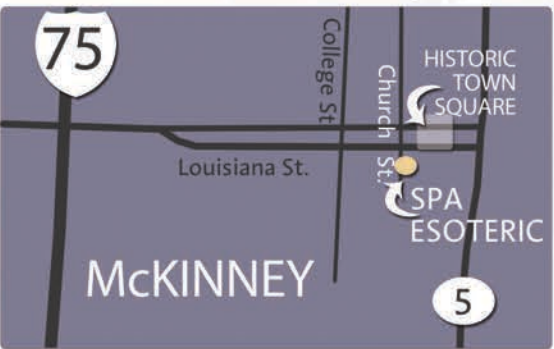 75
College St
Church St.
HISTORIC
TOWN
SQUARE
Louisiana St.
SPA
ESOTERIC
McKINNEY
5